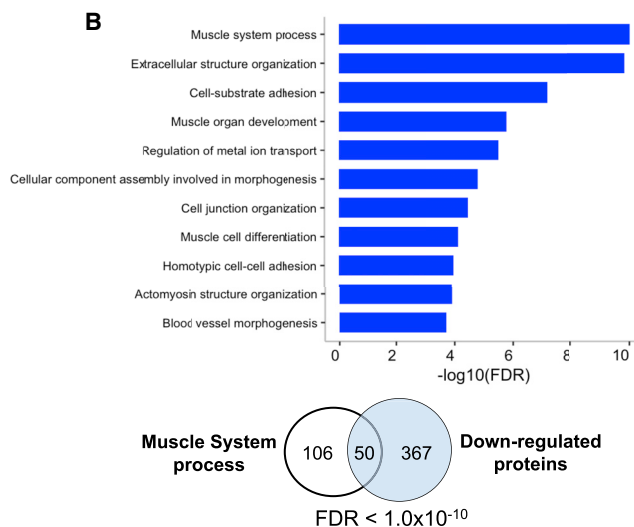 B
Muscle system process
Extracellular structure organization
Cell-substrate adhesion
Muscle organ development
Regulation of metal ion transport
Cellular component assembly involved in morphogenesis
Cell junction organization
Muscle cell differentiation
Homotypic cell-cell adhesion
Actomyosin structure organization
Blood vessel morphogenesis
0 2 4 6 8 10
-log10(FDR)
Muscle System
process
106 50 367
Down-regulated
proteins
FDR < 1.0x10⁻¹⁰